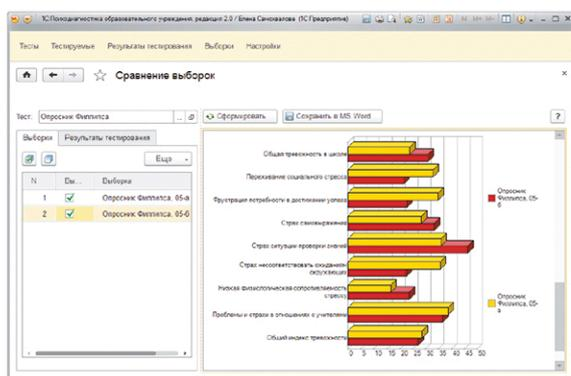 1С:Психодиагностика образовательного учреждения, редакция 2.0 / Елена Самохвалова (1С:Предприятие)
M M+ M-
Тесты Тестируемые Результаты тестирования Выборки Настройки
Сравнение выборок
Тест: Опросник Филлипса Сформировать Сохранить в MS Word ?
Выборки Результаты тестирования
Еще
N Вы... Выборка
1 Опросник Филлипса, 05-а
2 Опросник Филлипса, 05-б
Общая тревожность в школе
Переживание социального стресса
Фрустрация потребности в достижении успеха
Страх самовыражения
Страх ситуации проверки знаний
Страх несоответствовать ожиданиям
окружающих
Низкая физиологическая сопротивляемость
стрессу
Проблемы и страхи в отношениях с учителями
Общий индекс тревожности
0 5 10 15 20 25 30 35 40 45 50
Опросник
Филлипса, 05-
б
Опросник
Филлипса, 05-
а